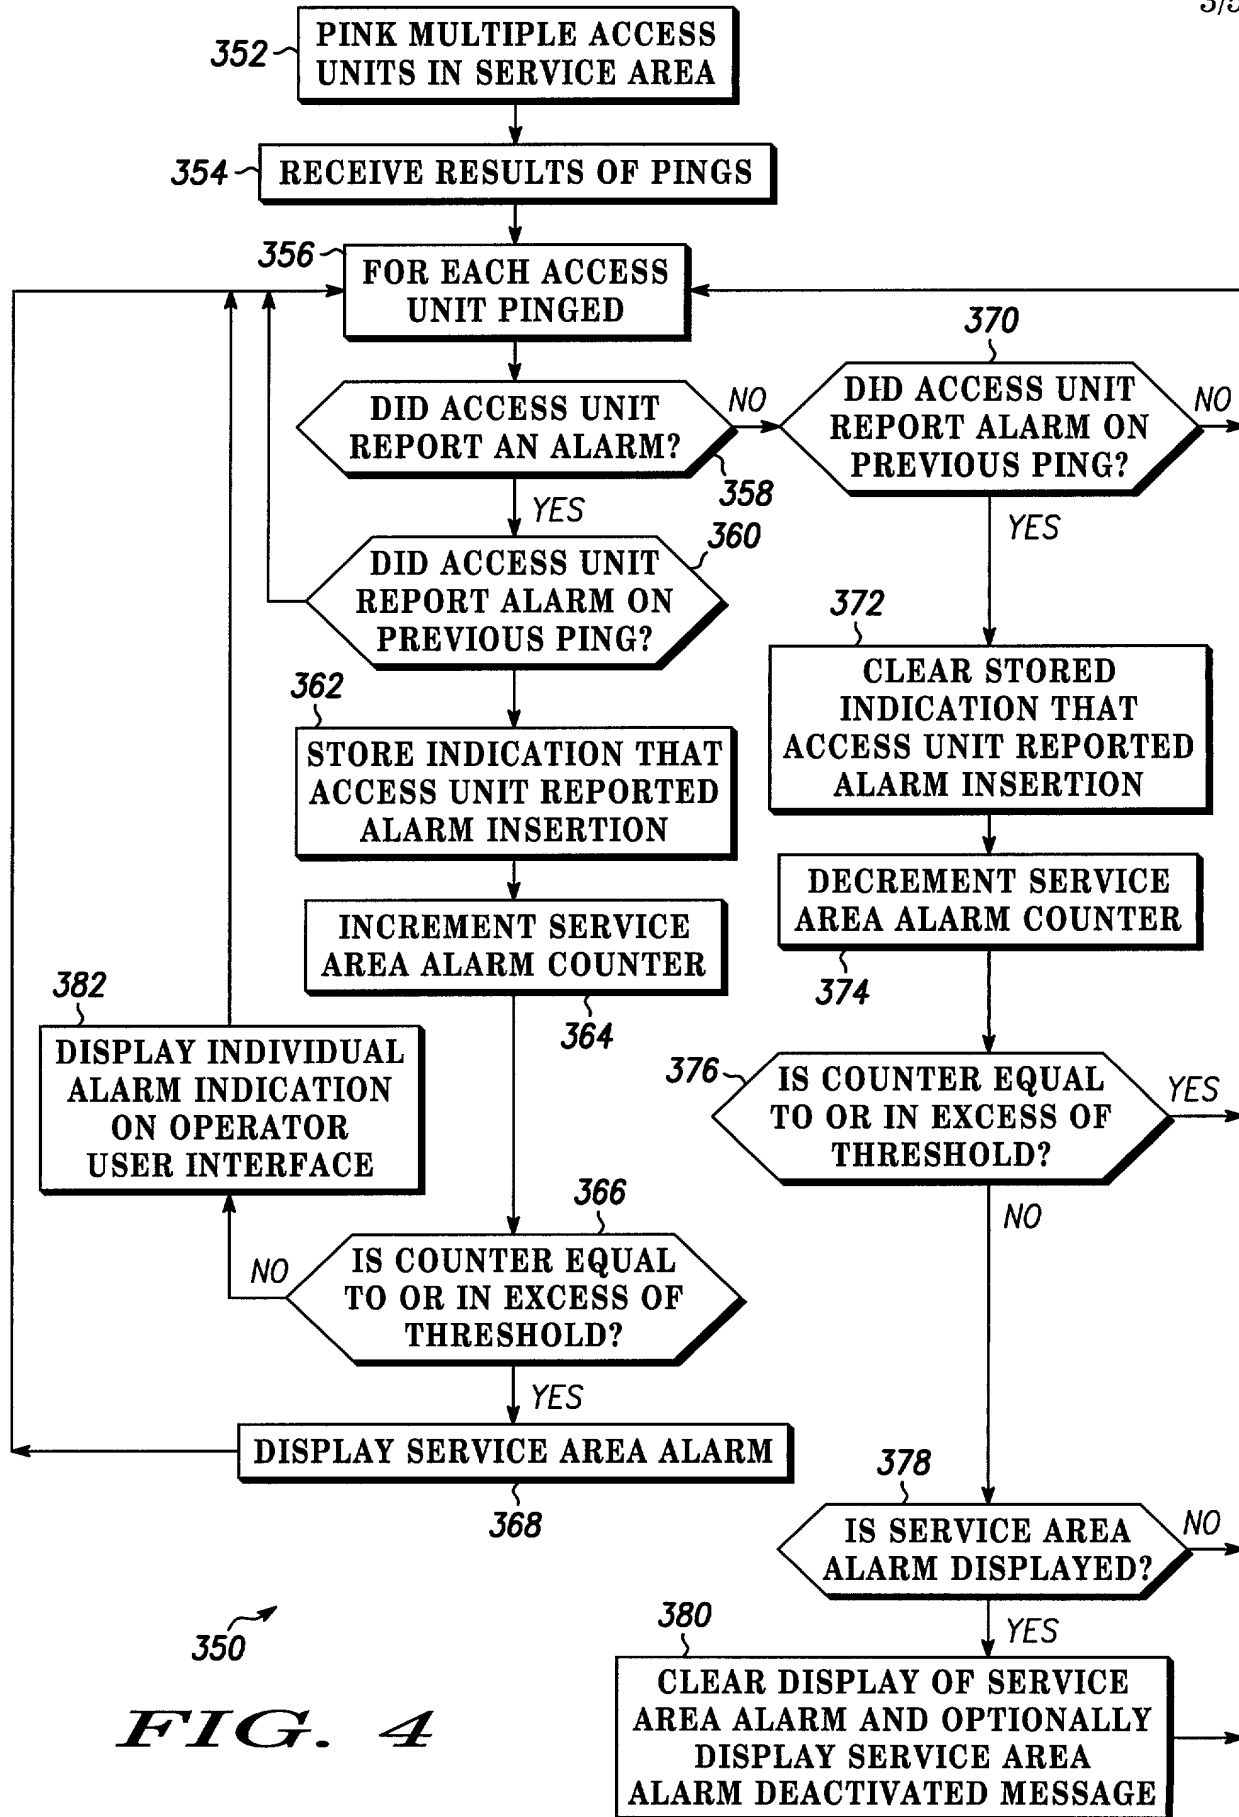 3/5
352
PINK MULTIPLE ACCESS
UNITS IN SERVICE AREA
354
RECEIVE RESULTS OF PINGS
356
FOR EACH ACCESS
UNIT PINGED
DID ACCESS UNIT
REPORT AN ALARM?
358
NO
YES
370
DID ACCESS UNIT
REPORT ALARM ON
PREVIOUS PING?
NO
YES
360
DID ACCESS UNIT
REPORT ALARM ON
PREVIOUS PING?
362
STORE INDICATION THAT
ACCESS UNIT REPORTED
ALARM INSERTION
372
CLEAR STORED
INDICATION THAT
ACCESS UNIT REPORTED
ALARM INSERTION
INCREMENT SERVICE
AREA ALARM COUNTER
364
DECREMENT SERVICE
AREA ALARM COUNTER
374
382
DISPLAY INDIVIDUAL
ALARM INDICATION
ON OPERATOR
USER INTERFACE
376
IS COUNTER EQUAL
TO OR IN EXCESS OF
THRESHOLD?
YES
NO
366
IS COUNTER EQUAL
TO OR IN EXCESS OF
THRESHOLD?
NO
YES
DISPLAY SERVICE AREA ALARM
368
378
IS SERVICE AREA
ALARM DISPLAYED?
NO
YES
380
CLEAR DISPLAY OF SERVICE
AREA ALARM AND OPTIONALLY
DISPLAY SERVICE AREA
ALARM DEACTIVATED MESSAGE
350
FIG. 4